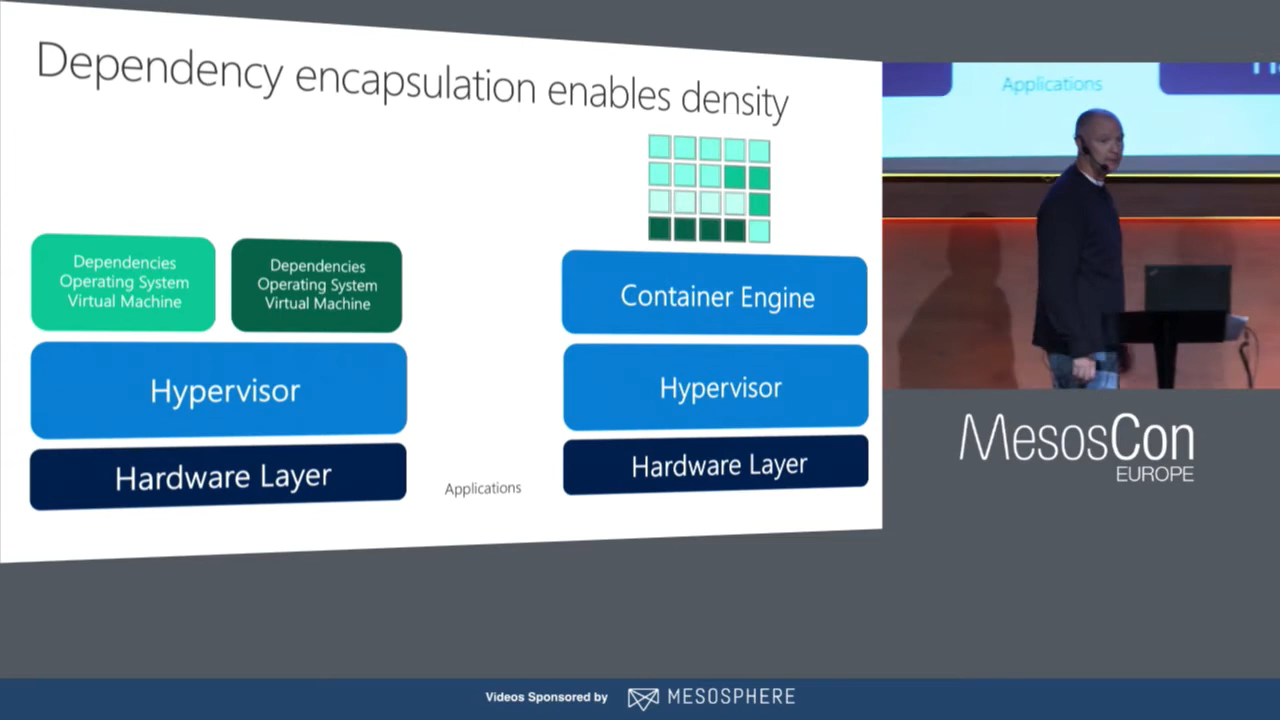 Dependency encapsulation enables density
Dependencies
Operating System
Virtual Machine
Dependencies
Operating System
Virtual Machine
Hypervisor
Hardware Layer
Applications
Container Engine
Hypervisor
Hardware Layer
Applications
MesosCon
EUROPE
Videos Sponsored by
MESOSPHERE